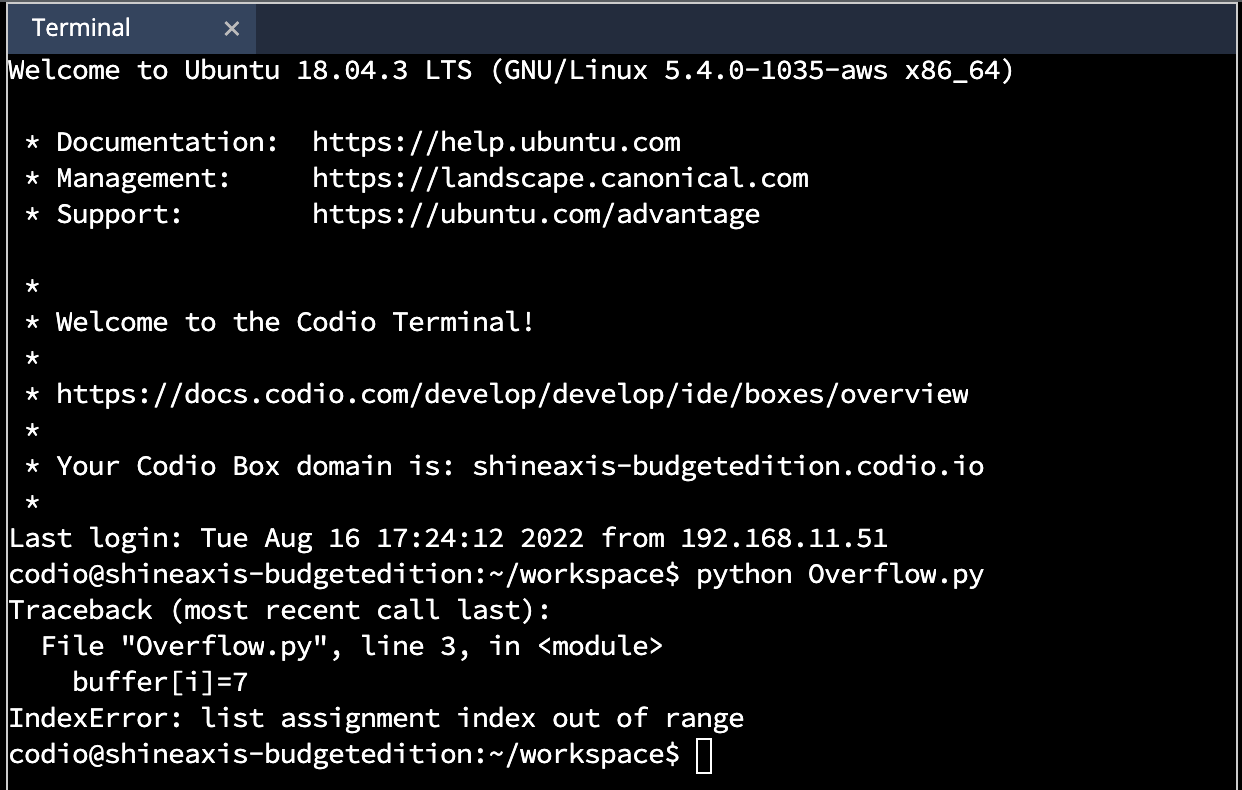 Terminal ×
Welcome to Ubuntu 18.04.3 LTS (GNU/Linux 5.4.0-1035-aws x86_64)
* Documentation:  https://help.ubuntu.com
* Management:     https://landscape.canonical.com
* Support:        https://ubuntu.com/advantage
*
* Welcome to the Codio Terminal!
*
* https://docs.codio.com/develop/develop/ide/boxes/overview
*
* Your Codio Box domain is: shineaxis-budgetedition.codio.io
*
Last login: Tue Aug 16 17:24:12 2022 from 192.168.11.51
codio@shineaxis-budgetedition:~/workspace$ python Overflow.py
Traceback (most recent call last):
  File "Overflow.py", line 3, in <module>
    buffer[i]=7
IndexError: list assignment index out of range
codio@shineaxis-budgetedition:~/workspace$